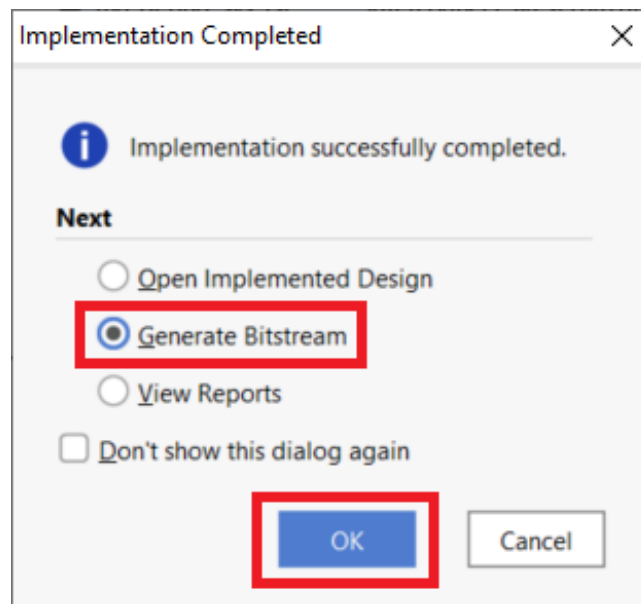 Implementation Completed
Implementation successfully completed.
Next
Open Implemented Design
Generate Bitstream
View Reports
Don't show this dialog again
OK Cancel